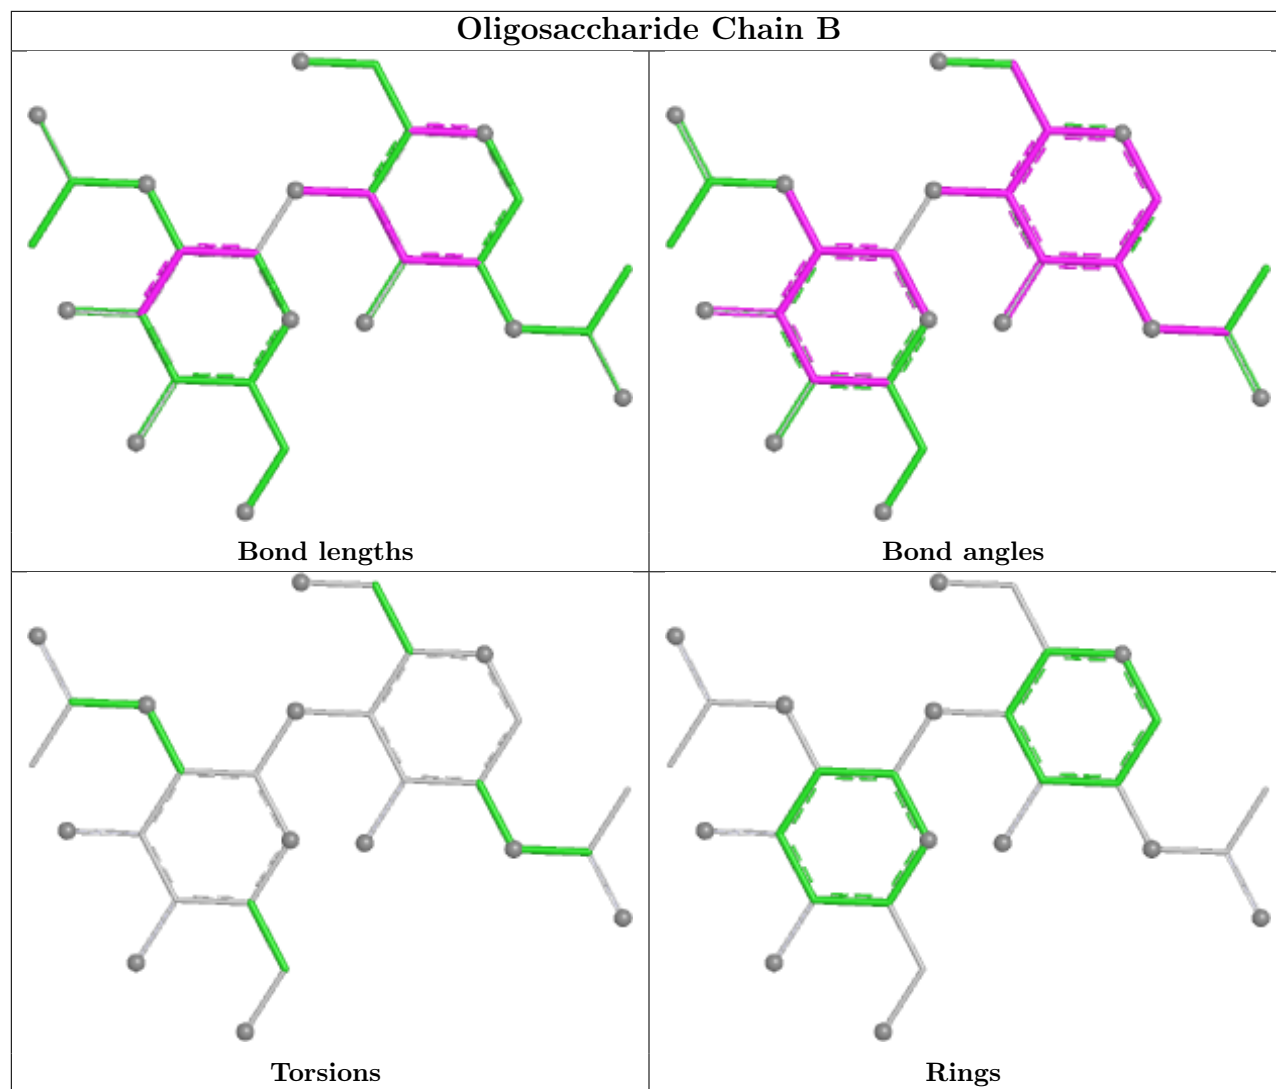 Oligosaccharide Chain B
Bond lengths
Bond angles
Torsions
Rings